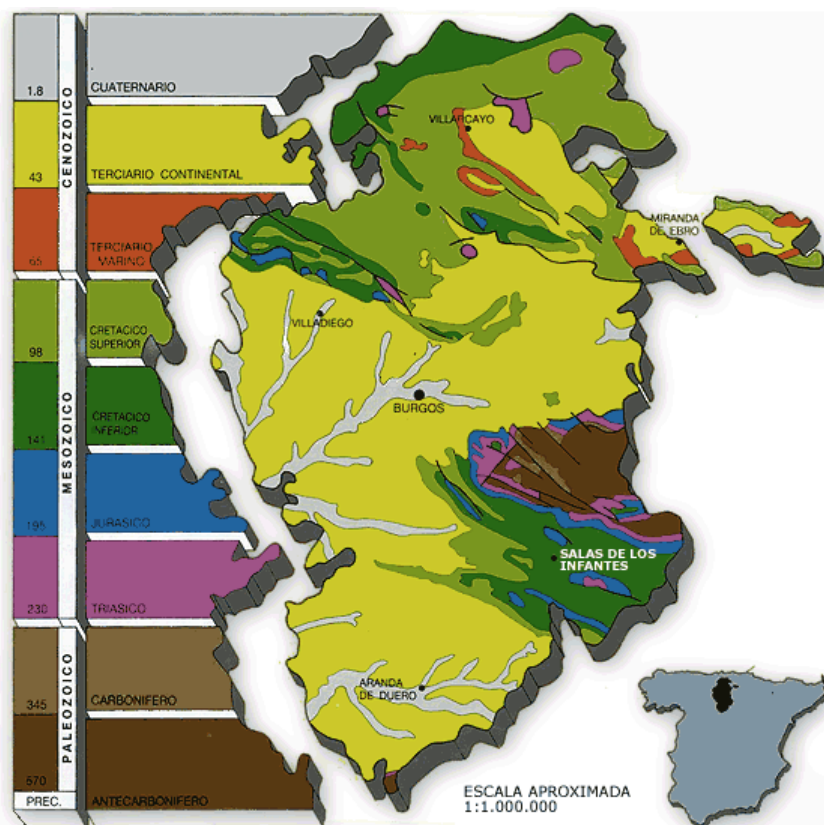 CENOZOICO
1.8
CUATERNARIO
43
TERCIARIO CONTINENTAL
65
TERCIARIO
MARINO
MESOZOICO
98
CRETACICO
SUPERIOR
141
CRETACICO
INFERIOR
195
JURASICO
230
TRIASICO
PALEOZOICO
345
CARBONIFERO
570
PREC.
ANTECARBONIFERO
VILLARCAYO
MIRANDA
DE EBRO
VILLADIEGO
BURGOS
SALAS DE LOS
INFANTES
ARANDA
DE DUERO
ESCALA APROXIMADA
1:1.000.000